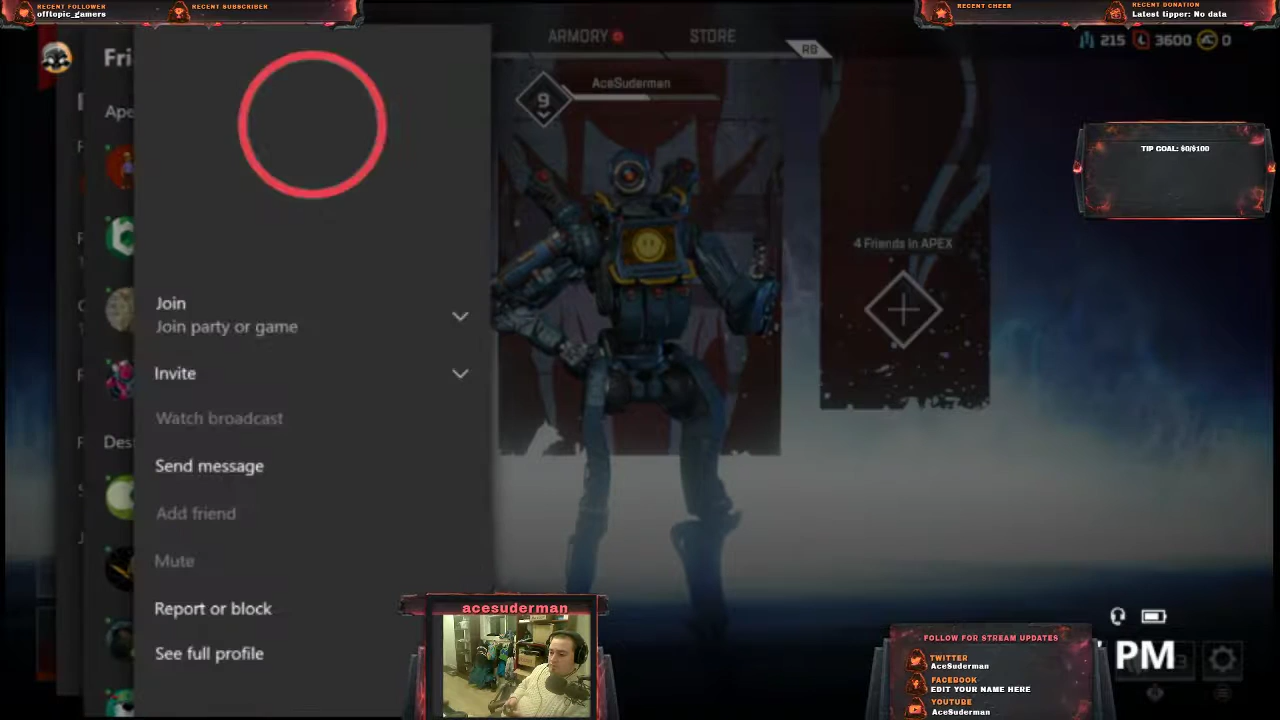 RECENT FOLLOWER
offtopic_gamers
RECENT SUBSCRIBER
RECENT CHEER
RECENT DONATION
Latest tipper: No data
ARMORY
STORE
RB
215
3600
0
Fri
Ape
9
AceSuderman
TIP GOAL: $0/$100
4 Friends in APEX
Join
Join party or game
Invite
Watch broadcast
Des
Send message
Add friend
Mute
Report or block
See full profile
acesuderman
FOLLOW FOR STREAM UPDATES
TWITTER
AceSuderman
FACEBOOK
EDIT YOUR NAME HERE
YOUTUBE
AceSuderman
PM